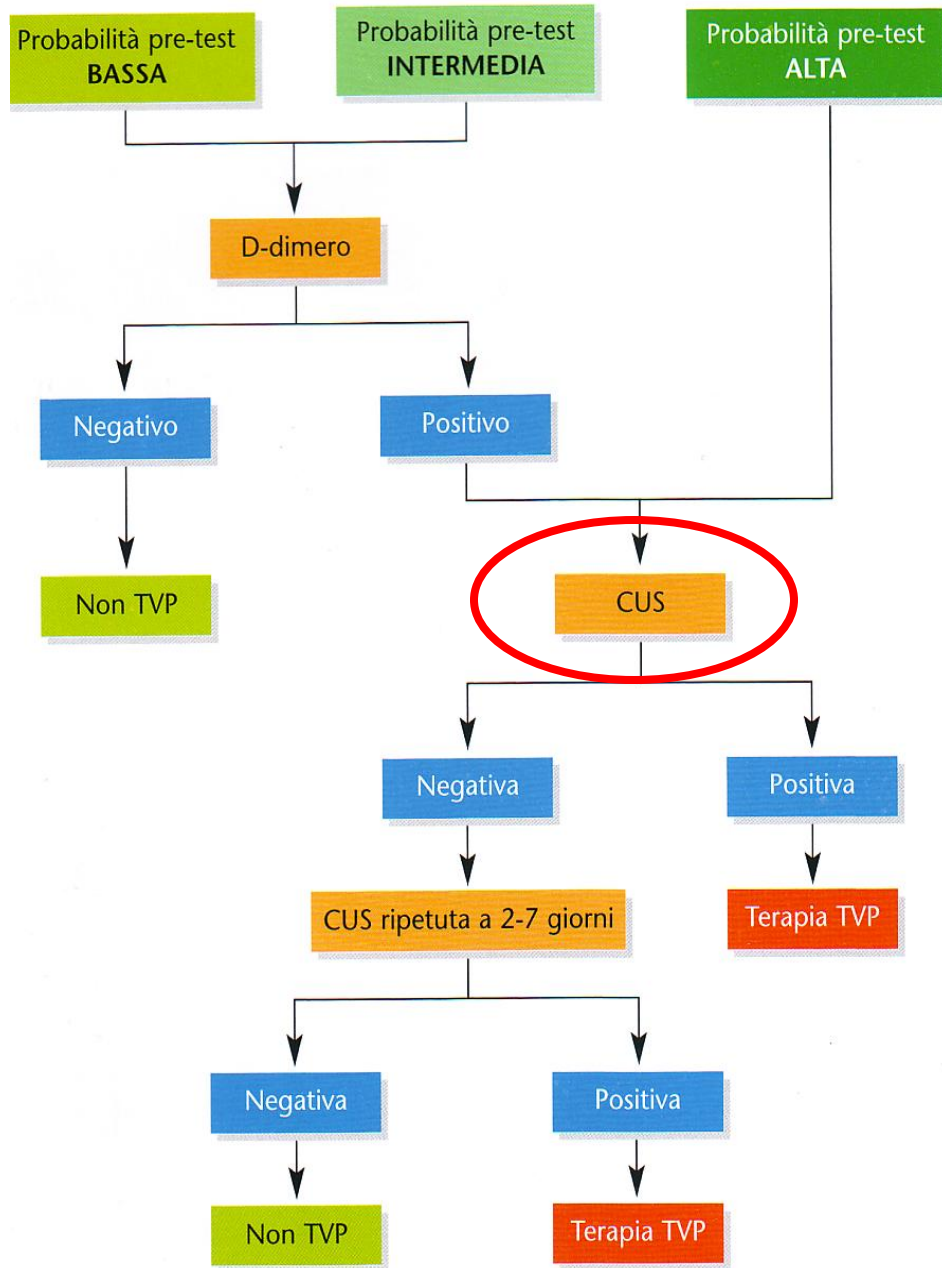 Probabilità pre-test
BASSA
Probabilità pre-test
INTERMEDIA
Probabilità pre-test
ALTA
D-dimero
Negativo
Positivo
Non TVP
CUS
Negativa
Positiva
CUS ripetuta a 2-7 giorni
Terapia TVP
Negativa
Positiva
Non TVP
Terapia TVP